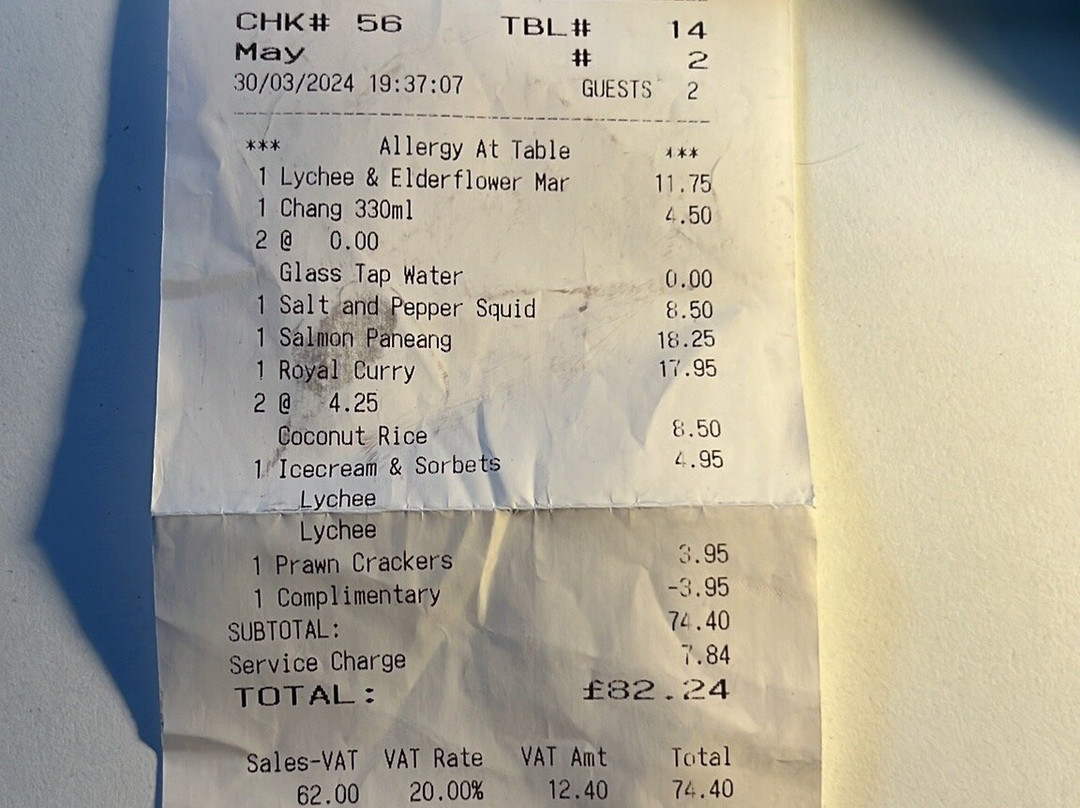 CHK# 56 TBL# 14
May # 2
30/03/2024 19:37:07 GUESTS 2
*** Allergy At Table ***
1 Lychee & Elderflower Mar 11.75
1 Chang 330ml 4.50
2 @ 0.00
Glass Tap Water 0.00
1 Salt and Pepper Squid 8.50
1 Salmon Paneang 18.25
1 Royal Curry 17.95
2 @ 4.25
Coconut Rice 8.50
1 Icecream & Sorbets 4.95
Lychee
Lychee
1 Prawn Crackers 3.95
1 Complimentary -3.95
SUBTOTAL: 74.40
Service Charge 7.84
TOTAL: £82.24
Sales-VAT VAT Rate VAT Amt Total
62.00 20.00% 12.40 74.40